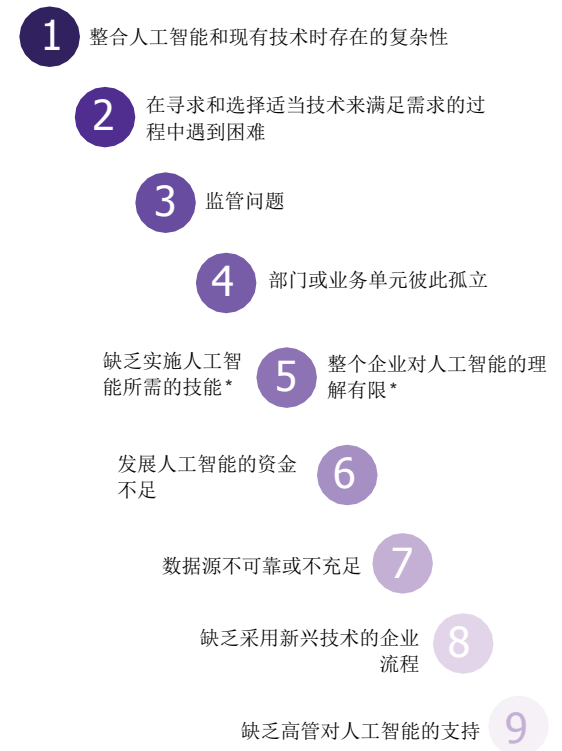 1 整合人工智能和现有技术时存在的复杂性
2 在寻求和选择适当技术来满足需求的过
程中遇到困难
3 监管问题
4 部门或业务单元彼此孤立
缺乏实施人工智
能所需的技能*
5 整个企业对人工智能的理
解有限*
发展人工智能的资金
不足
6
数据源不可靠或不充足 7
缺乏采用新兴技术的企业
流程
8
缺乏高管对人工智能的支持 9